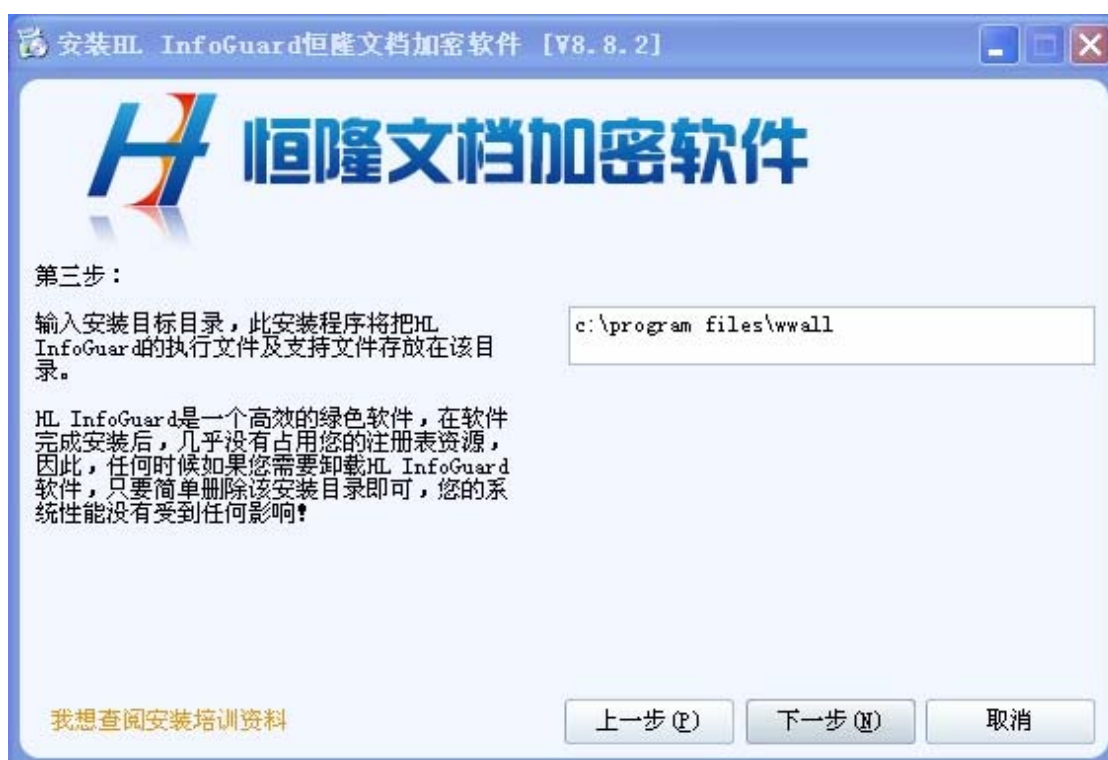 安装HL InfoGuard恒隆文档加密软件 [V8.8.2]
恒隆文档加密软件
第三步：
输入安装目标目录，此安装程序将把HL
InfoGuard的执行文件及支持文件存放在该目
录。
c:\program files\wwall
HL InfoGuard是一个高效的绿色软件，在软件
完成安装后，几乎没有占用您的注册表资源，
因此，任何时候如果您需要卸载HL InfoGuard
软件，只要简单删除该安装目录即可，您的系
统性能没有受到任何影响！
我想查阅安装培训资料
上一步(P)
下一步(N)
取消